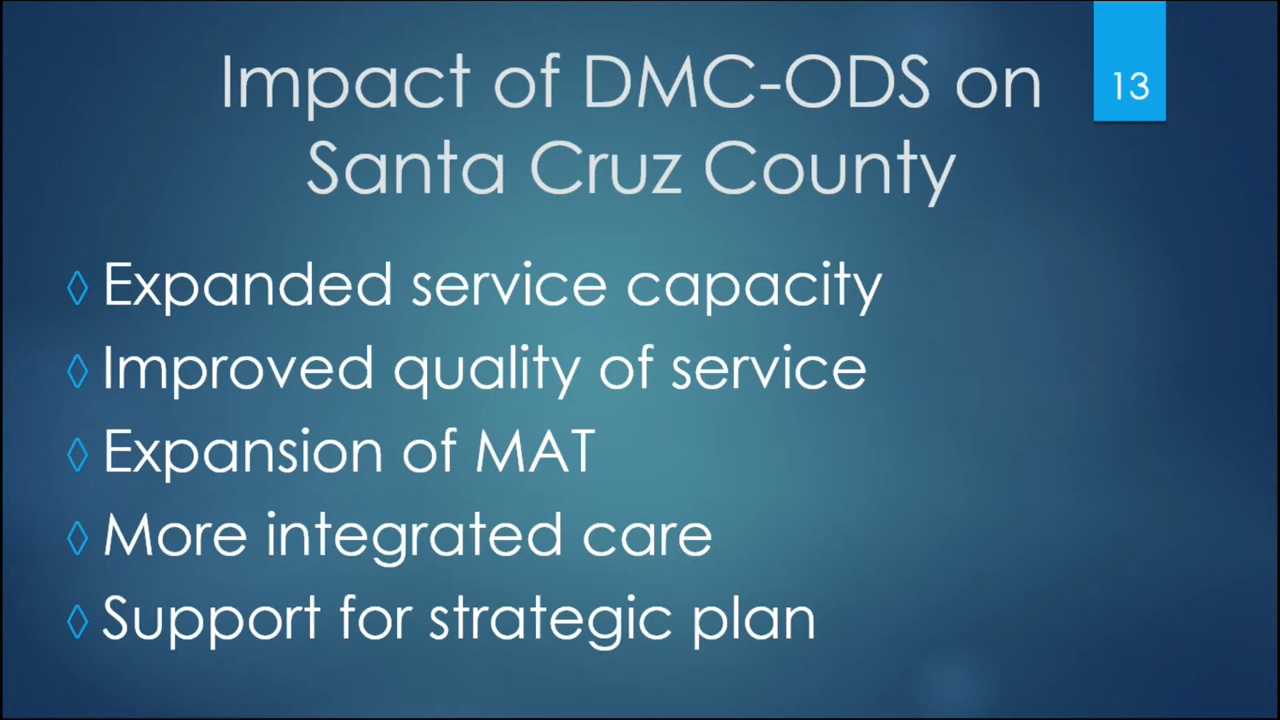 Impact of DMC-ODS on
Santa Cruz County
13
Expanded service capacity
Improved quality of service
Expansion of MAT
More integrated care
Support for strategic plan